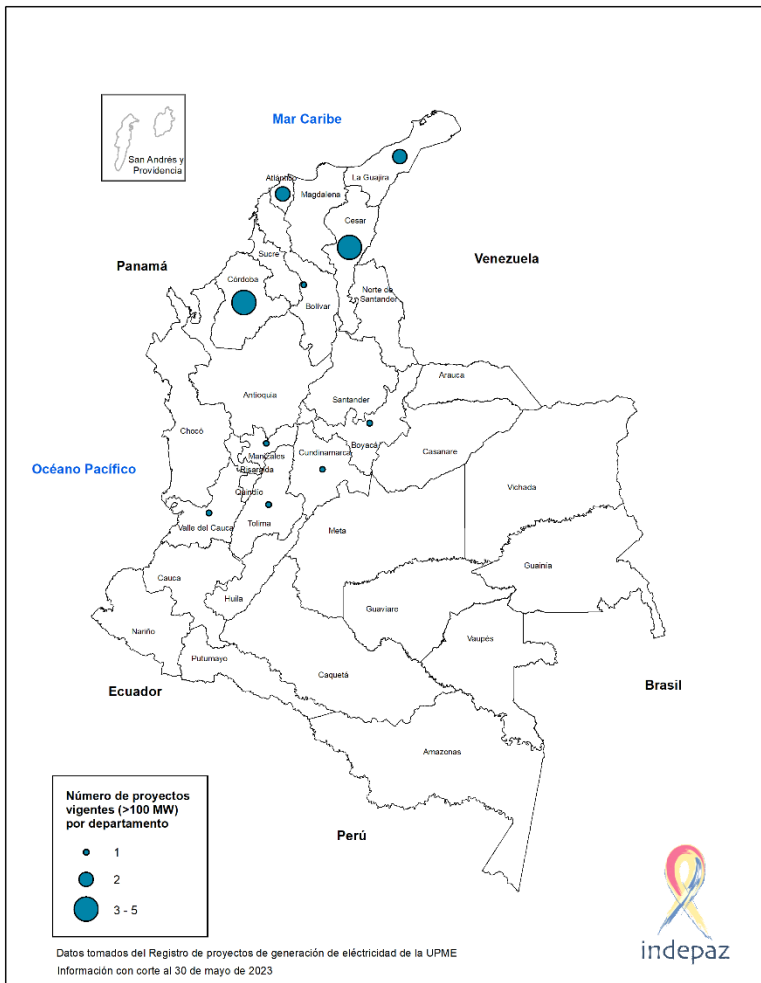 Mar Caribe
San Andrés y
Providencia
La Guajira
Atlántico
Magdalena
Cesar
Sucre
Panamá
Venezuela
Córdoba
Norte de
Santander
Bolívar
Arauca
Antioquia
Santander
Chocó
Boyacá
Cundinamarca
Casanare
Manizales
Risaralda
Océano Pacífico
Vichada
Quindío
Tolima
Valle del Cauca
Meta
Guainía
Cauca
Huila
Guaviare
Nariño
Vaupés
Putumayo
Caquetá
Ecuador
Brasil
Amazonas
Número de proyectos
vigentes (>100 MW)
por departamento
1
2
3 - 5
Perú
indepaz
Datos tomados del Registro de proyectos de generación de eléctricidad de la UPME
Información con corte al 30 de mayo de 2023